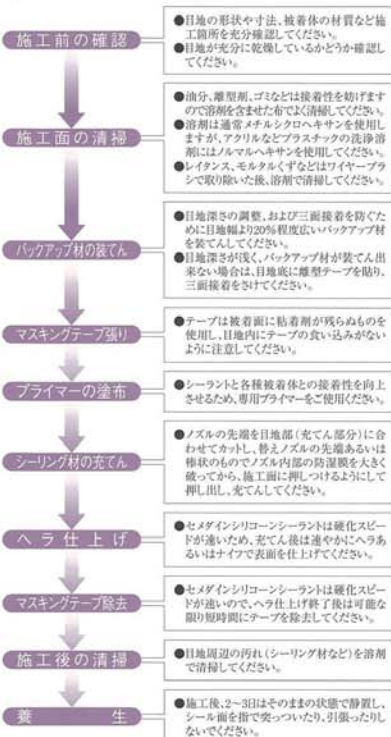 施工前の確認
●目地の形状や寸法、被着体の材質など施
工箇所を充分確認してください。
●目地が充分に乾燥しているかどうか確認し
てください。
施工面の清掃
●油分、離型剤、ゴミなどは接着性を妨げます
ので溶剤を含ませた布でよく清掃してください。
●溶剤は通常メチルシクロヘキサンを使用し
ますが、アクリルなどプラスチックの洗浄溶
剤にはノルマルヘキサンを使用してください。
●レイタンス、モルタルくずなどはワイヤーブラ
シで取り除いた後、溶剤で清掃してください。
バックアップ材の装てん
●目地深さの調整、および三面接着を防ぐた
めに目地幅より20%程度広いバックアップ材
を装てんしてください。
●目地深さが浅く、バックアップ材が装てん出
来ない場合は、目地底に離型テープを貼り、
三面接着をさけてください。
マスキングテープ張り
●テープは被着面に粘着剤が残らぬものを
使用し、目地内にテープの食い込みがない
ように注意してください。
プライマーの塗布
●シーラントと各種被着体との接着性を向上
させるため、専用プライマーをご使用ください。
シーリング材の充てん
●ノズルの先端を目地部(充てん部分)に合
わせてカットし、替えノズルの先端あるいは
棒状のものでノズル内部の防湿膜を大きく
破ってから、施工面に押しつけるようにして
押し出し、充てんしてください。
ヘラ仕上げ
●セメダインシリコーンシーラントは硬化スピー
ドが速いため、充てん後は速やかにヘラあ
るいはナイフで表面を仕上げてください。
マスキングテープ除去
●セメダインシリコーンシーラントは硬化スピー
ドが速いので、ヘラ仕上げ終了後は可能な
限り短時間にテープを除去してください。
施工後の清掃
●目地周辺の汚れ(シーリング材など)を溶剤
で清掃してください。
養生
●施工後、2〜3日はそのままの状態で静置し、
シール面を指で突っついたり、引張ったりし
ないでください。